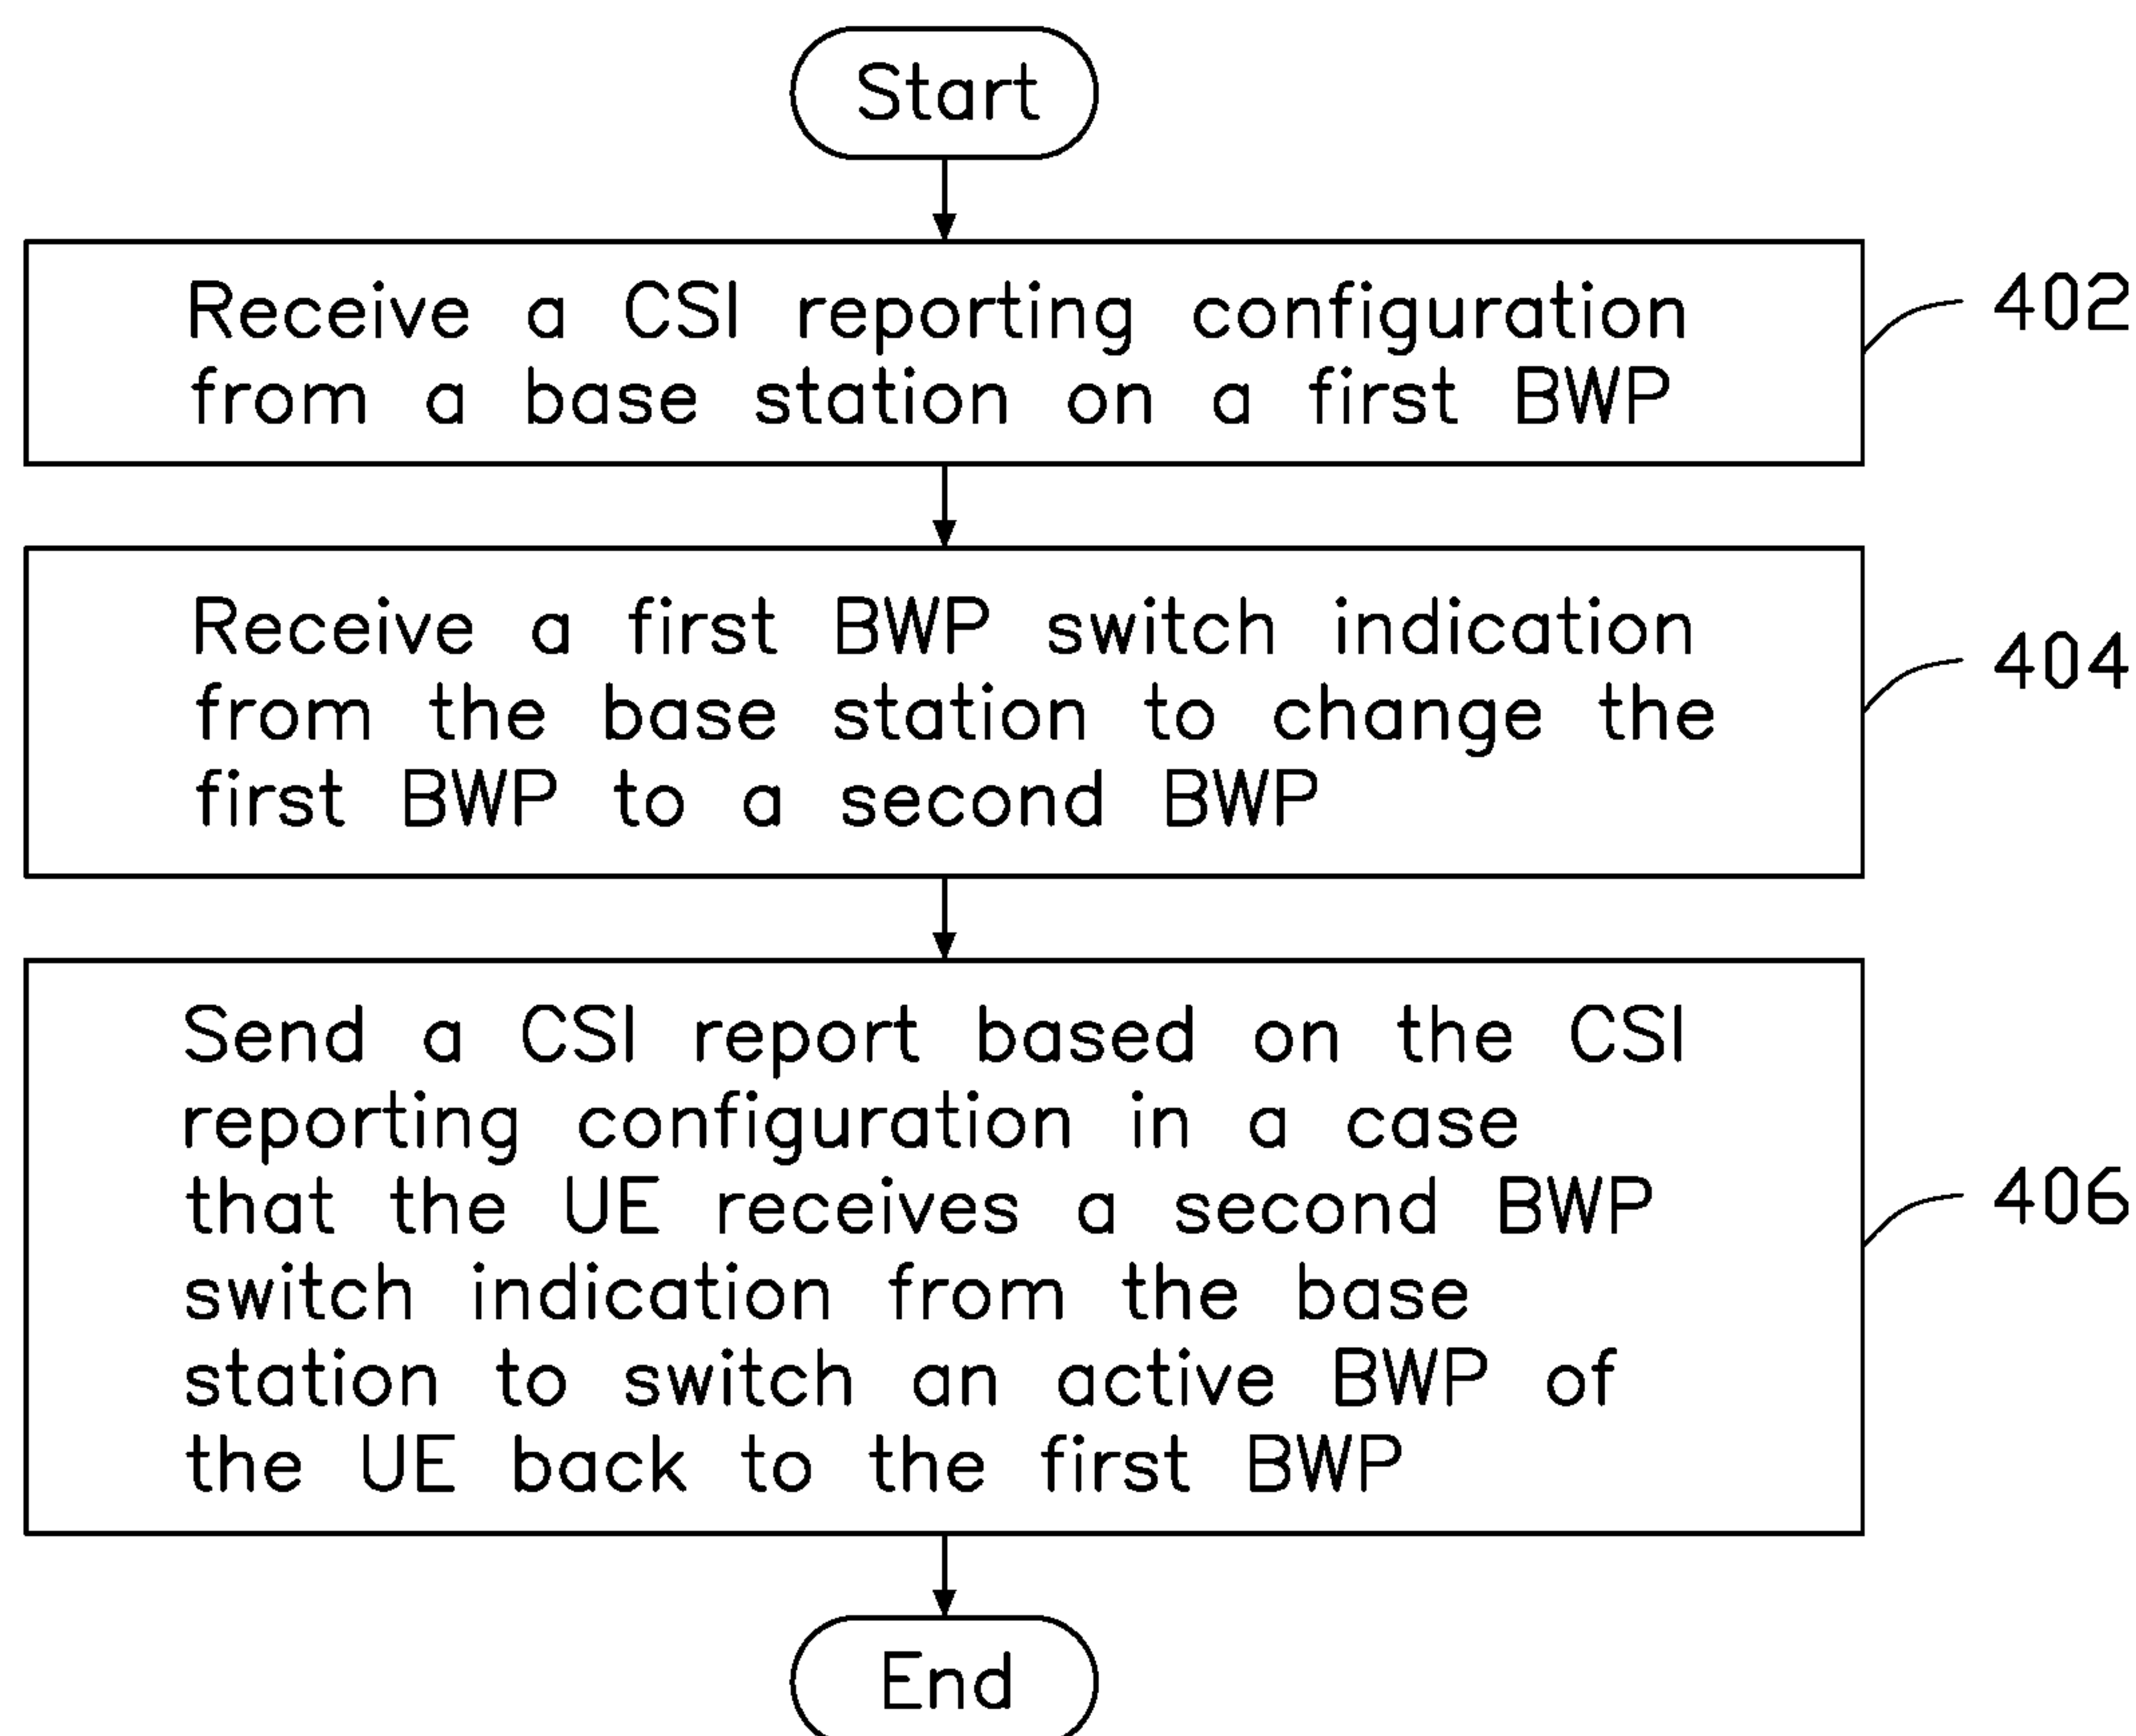 Start
Receive a CSI reporting configuration
from a base station on a first BWP
402
Receive a first BWP switch indication
from the base station to change the
first BWP to a second BWP
404
Send a CSI report based on the CSI
reporting configuration in a case
that the UE receives a second BWP
switch indication from the base
station to switch an active BWP of
the UE back to the first BWP
406
End